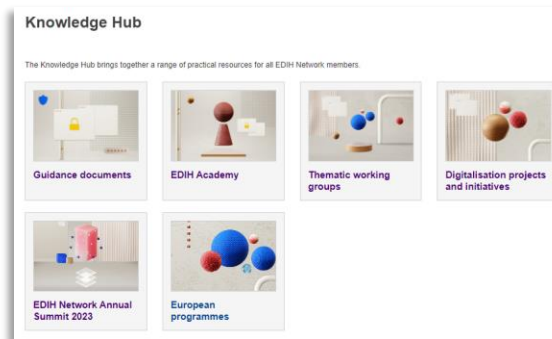 Knowledge Hub
The Knowledge Hub brings together a range of practical resources for all EDIH Network members.
Guidance documents
EDIH Academy
Thematic working
groups
Digitalisation projects
and initiatives
EDIH Network Annual
Summit 2023
European
programmes